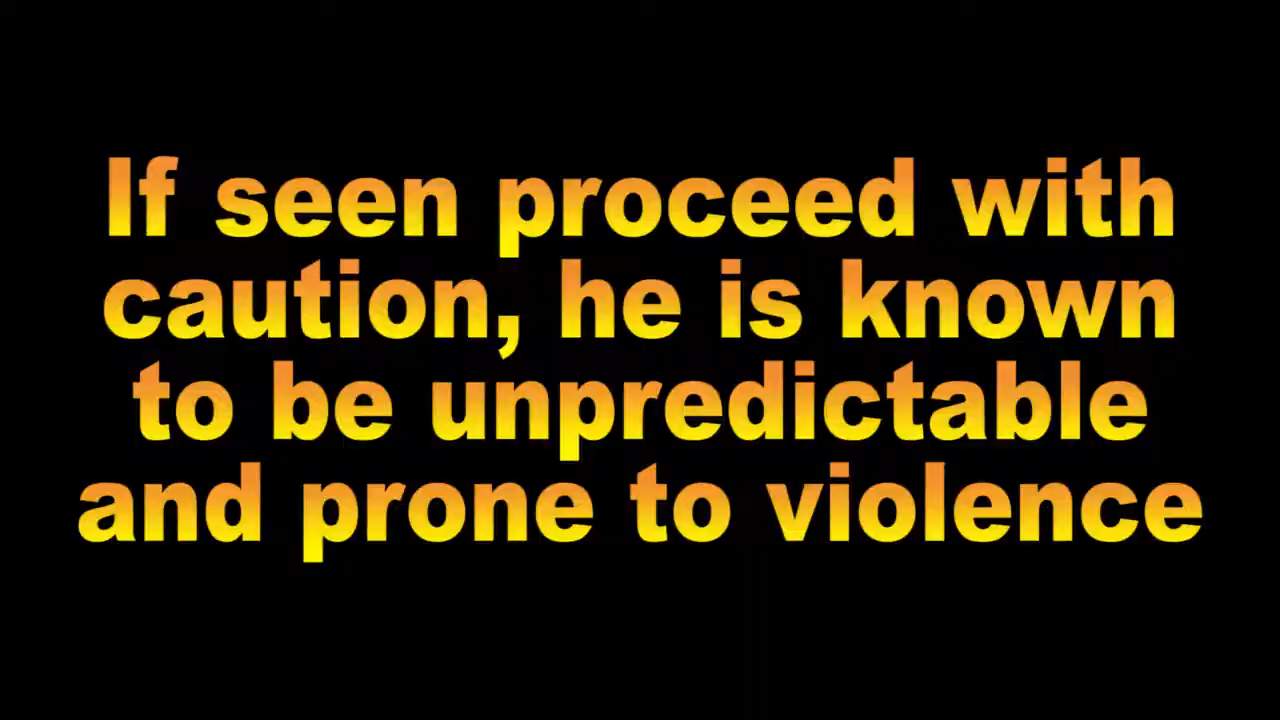 If seen proceed with
caution, he is known
to be unpredictable
and prone to violence